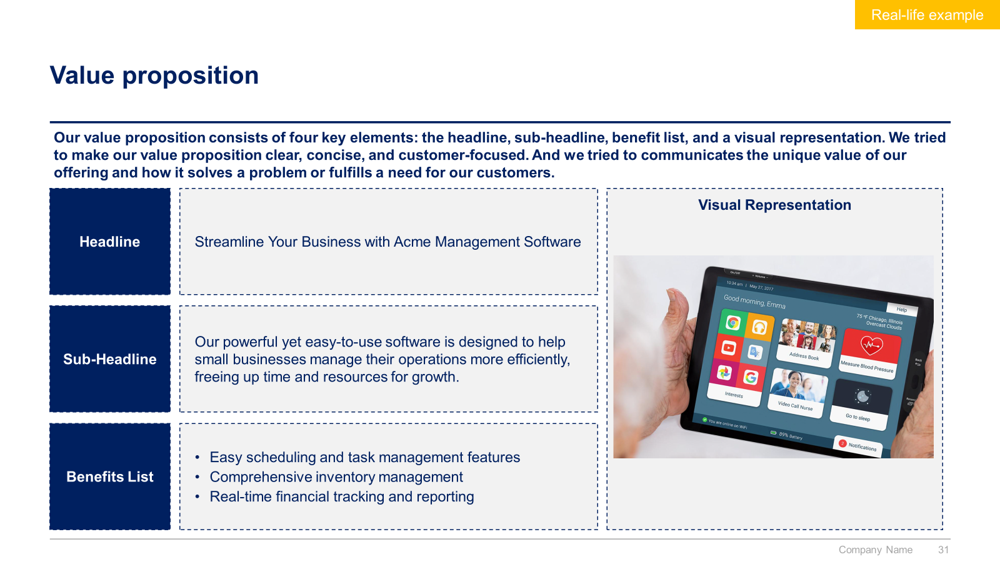 Real-life example
Value proposition
Our value proposition consists of four key elements: the headline, sub-headline, benefit list, and a visual representation. We tried
to make our value proposition clear, concise, and customer-focused. And we tried to communicates the unique value of our
offering and how it solves a problem or fulfills a need for our customers.
Headline
Streamline Your Business with Acme Management Software
Sub-Headline
Our powerful yet easy-to-use software is designed to help
small businesses manage their operations more efficiently,
freeing up time and resources for growth.
Benefits List
• Easy scheduling and task management features
• Comprehensive inventory management
• Real-time financial tracking and reporting
Visual Representation
On/Off
+ Volume -
10:34 am | May 27, 2017
Help
Good morning, Emma
75 °F Chicago, Illinois
Overcast Clouds
Address Book
Measure Blood Pressure
Back
Interests
Video Call Nurse
Go to sleep
You are online on WiFi
89% Battery
2 Notifications
Company Name
31